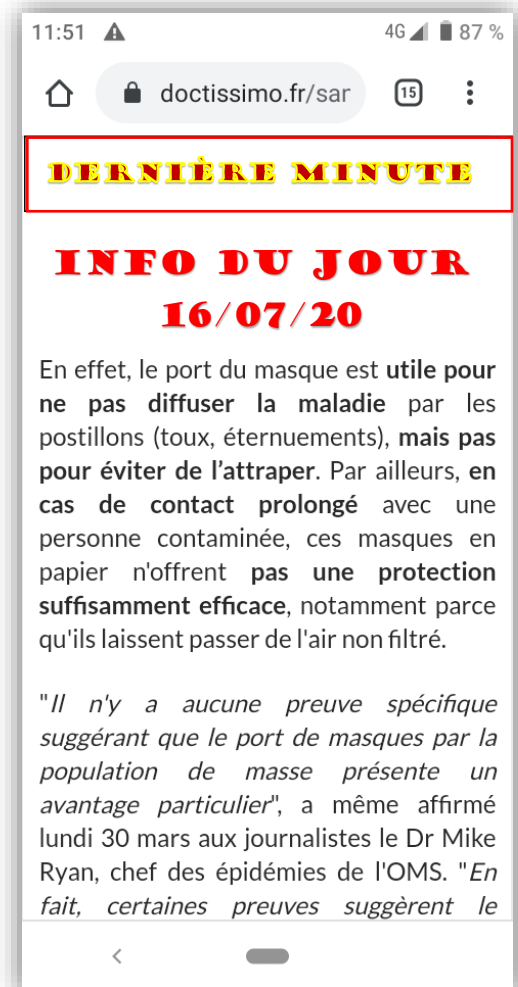 11:51 4G 87 %
doctissimo.fr/sar 15
DERNIÈRE MINUTE
INFO DU JOUR
16/07/20
En effet, le port du masque est utile pour
ne pas diffuser la maladie par les
postillons (toux, éternuements), mais pas
pour éviter de l’attraper. Par ailleurs, en
cas de contact prolongé avec une
personne contaminée, ces masques en
papier n'offrent pas une protection
suffisamment efficace, notamment parce
qu'ils laissent passer de l'air non filtré.
"Il n'y a aucune preuve spécifique
suggérant que le port de masques par la
population de masse présente un
avantage particulier", a même affirmé
lundi 30 mars aux journalistes le Dr Mike
Ryan, chef des épidémies de l'OMS. "En
fait, certaines preuves suggèrent le